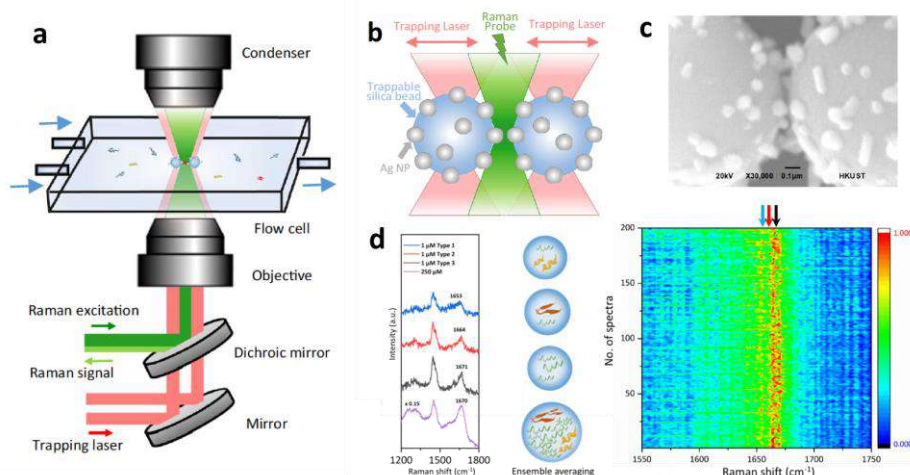 a
Condenser
Flow cell
Objective
Raman excitation
Raman signal
Dichroic mirror
Mirror
Trapping laser
b
Trapping Laser
Raman
Probe
Trapping Laser
Trappable
silica bead
Ag NP
c
20kV
X30,000
0.1µm
HKUST
d
1 µM Type 1
1 µM Type 2
1 µM Type 3
250 µM
1653
1664
1671
x 0.15
1670
Intensity (a.u.)
1200
1500
1800
Raman shift (cm⁻¹)
Ensemble averaging
200
150
100
50
No. of spectra
1550
1600
1650
1700
1750
Raman shift (cm⁻¹)
1.000
0.000